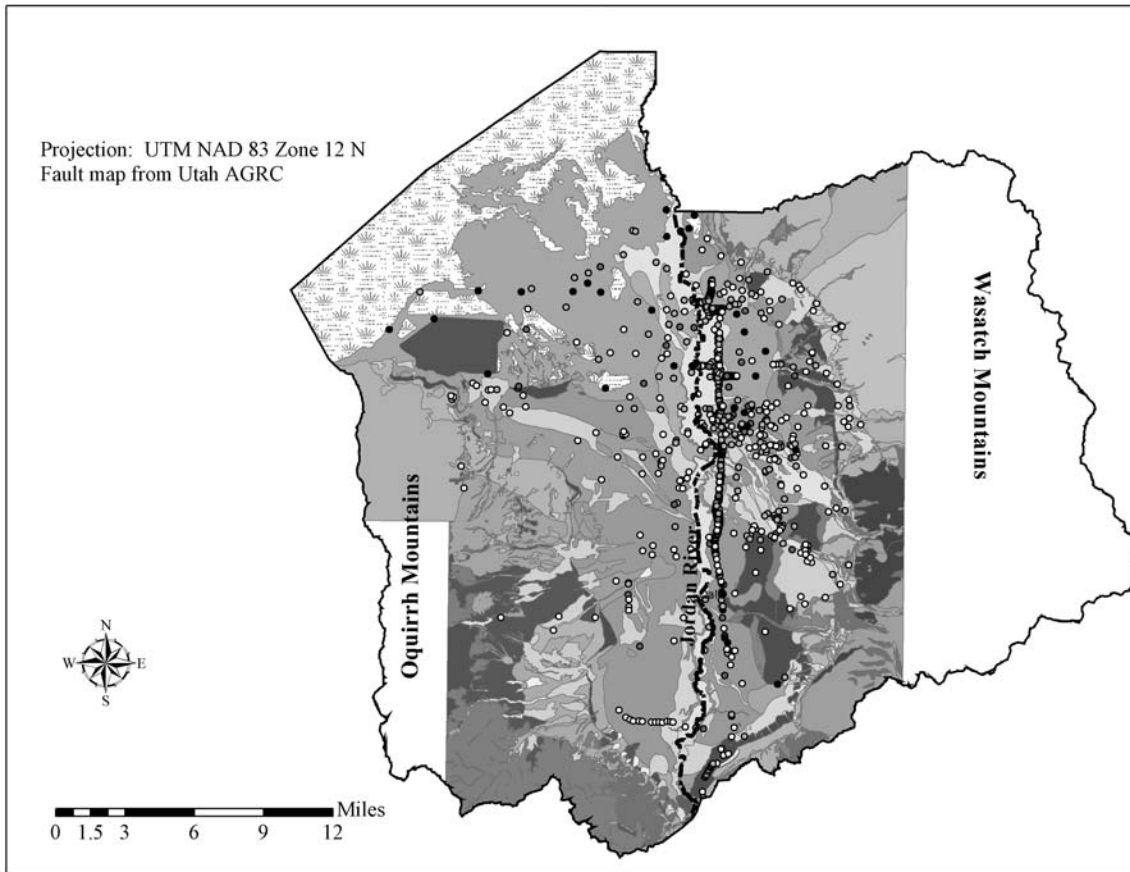 Projection: UTM NAD 83 Zone 12 N
Fault map from Utah AGRC
Wasatch Mountains
Oquirrh Mountains
Jordan River
N
W E
S
Miles
0 1.5 3 6 9 12